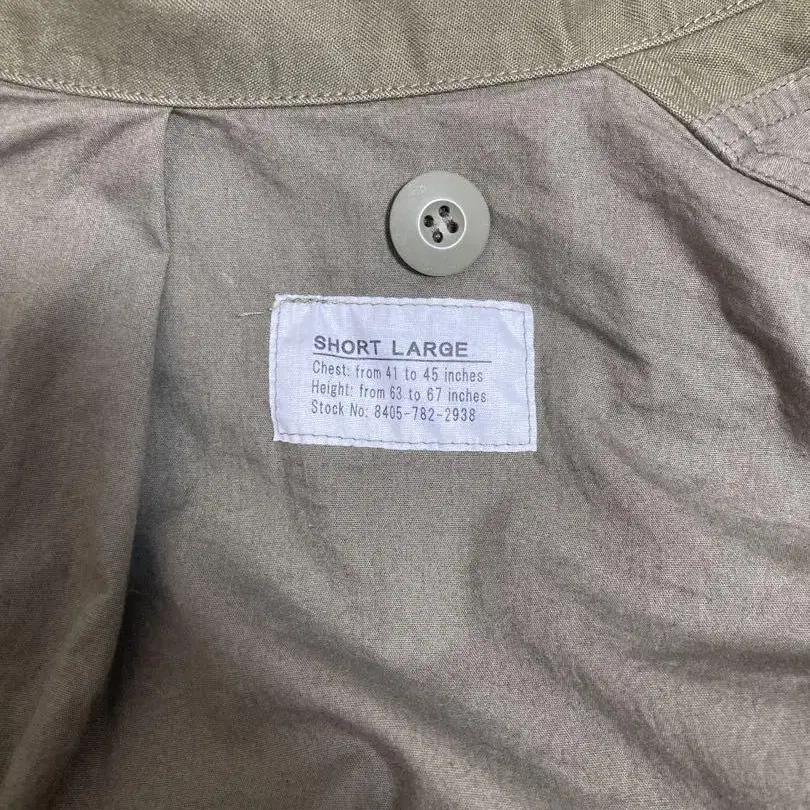 SHORT LARGE
Chest: from 41 to 45 inches
Height: from 63 to 67 inches
Stock No: 8405-782-2938